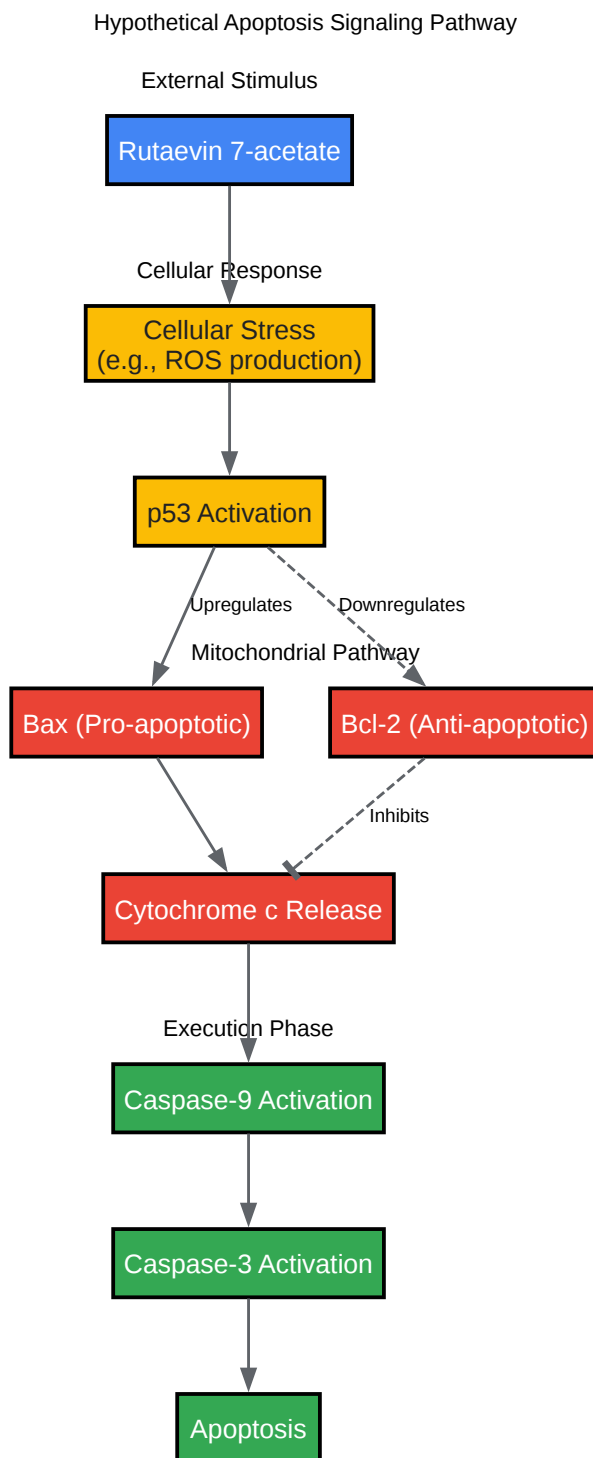 Hypothetical Apoptosis Signaling Pathway
External Stimulus
Rutaevin 7-acetate
Cellular Response
Cellular Stress
(e.g., ROS production)
p53 Activation
Upregulates
Downregulates
Mitochondrial Pathway
Bax (Pro-apoptotic)
Bcl-2 (Anti-apoptotic)
Inhibits
Cytochrome c Release
Execution Phase
Caspase-9 Activation
Caspase-3 Activation
Apoptosis